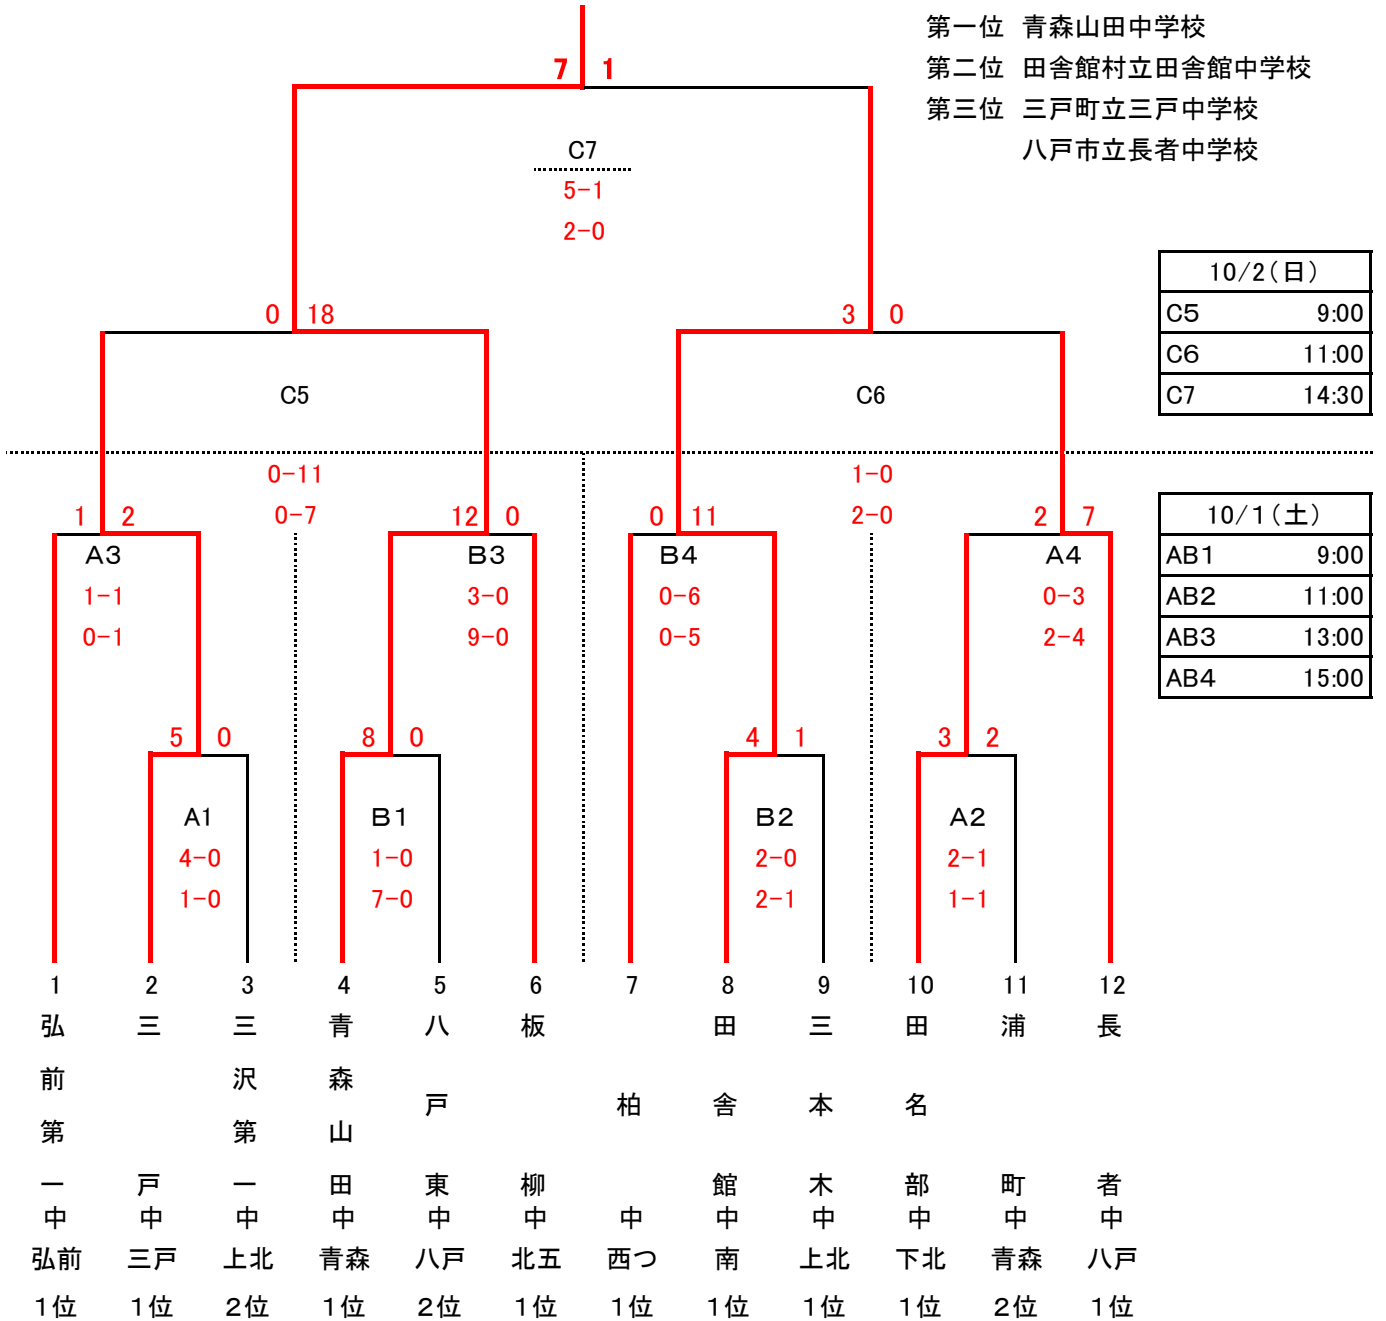 第一位 青森山田中学校
7 1
第二位 田舎館村立田舎館中学校
第三位 三戸町立三戸中学校
C7
八戸市立長者中学校
5-1
2-0
10/2(日)
0 18
3 0
C5 9:00
C6 11:00
C7 14:30
C5
C6
0-11
1-0
0-7
2-0
1 2
12 0
0 11
2 7
10/1(土)
A3
B3
B4
A4
AB1 9:00
1-1
3-0
0-6
0-3
AB2 11:00
0-1
9-0
0-5
2-4
AB3 13:00
AB4 15:00
5 0
8 0
4 1
3 2
A1
B1
B2
A2
4-0
1-0
2-0
2-1
1-0
7-0
2-1
1-1
1 2 3 4 5 6 7 8 9 10 11 12
弘前第一中
三戸中
三沢第一中
青森山田中
八戸東中
板柳中
柏中
田舎館中
三本木中
田名部中
浦町中
長者中
弘前 三戸 上北 青森 八戸 北五 西つ 南 上北 下北 青森 八戸
1位 1位 2位 1位 2位 1位 1位 1位 1位 1位 2位 1位